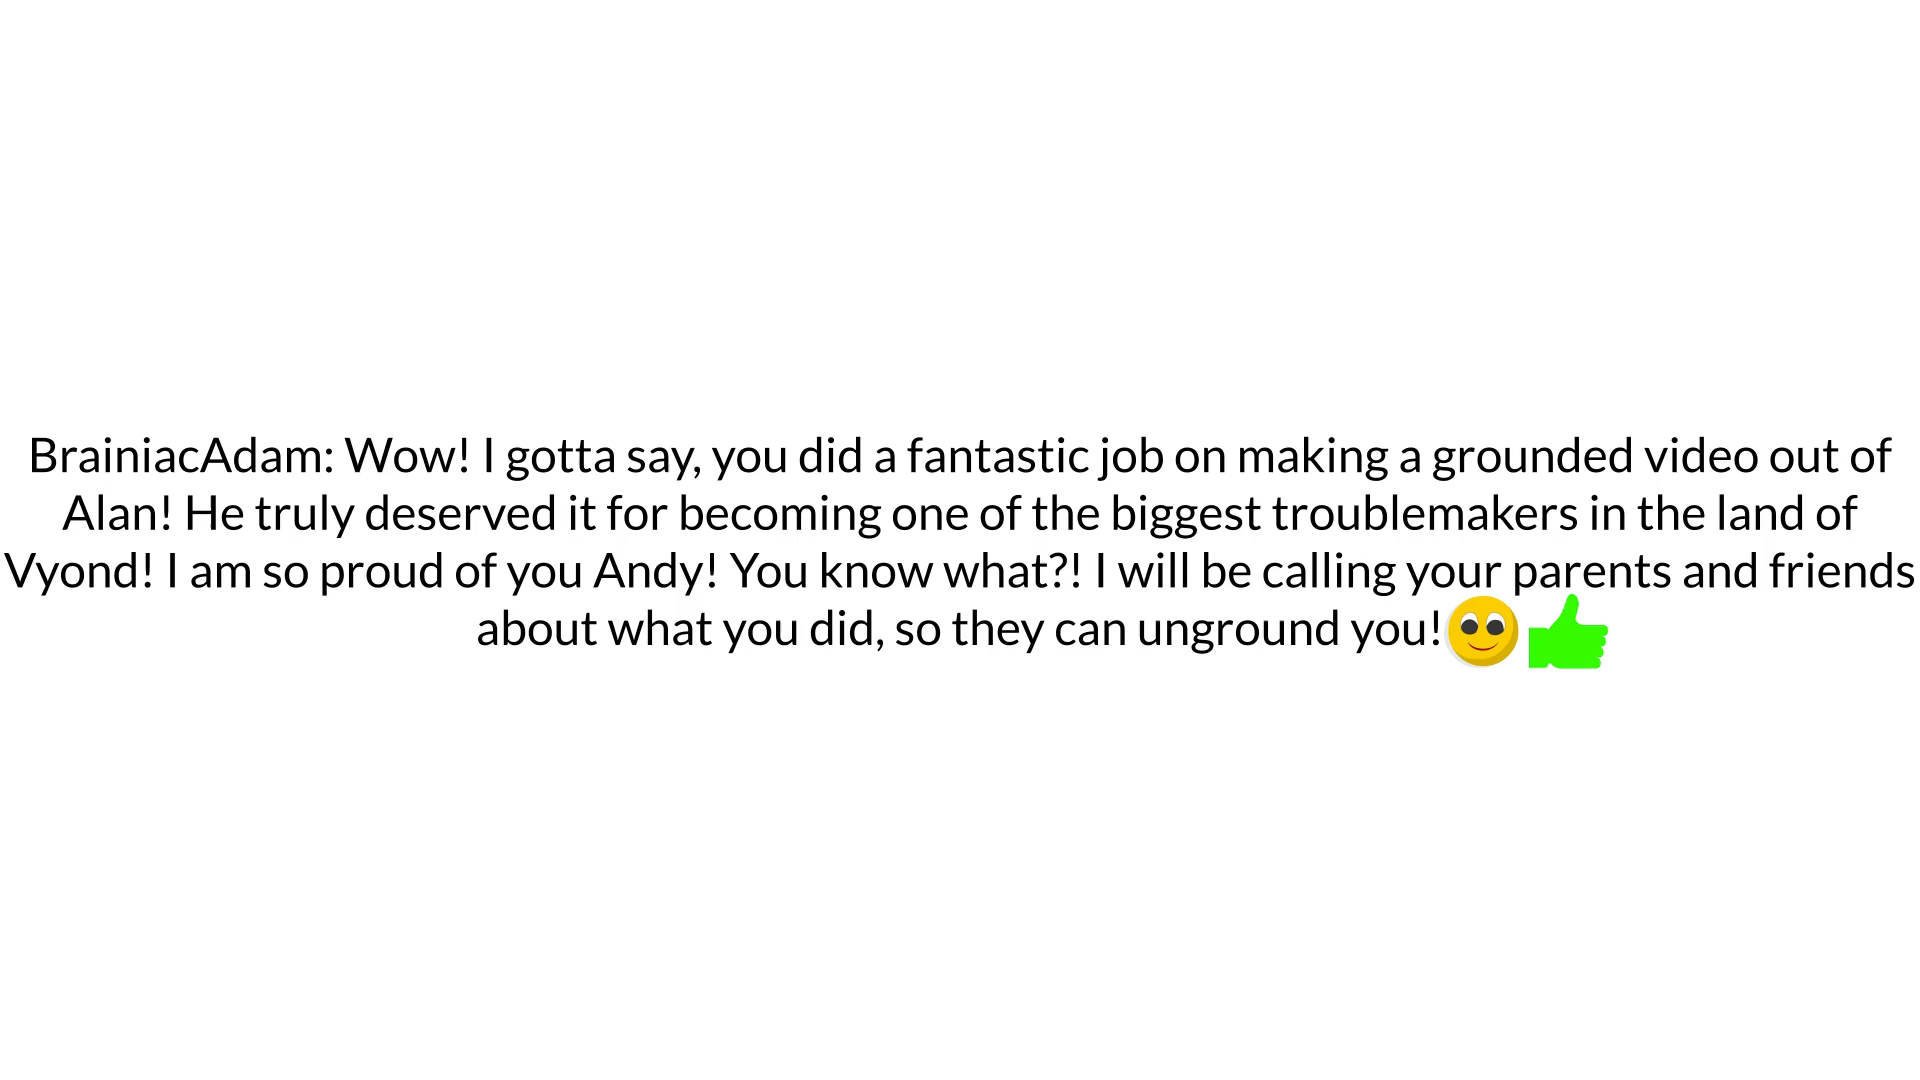 BrainiacAdam: Wow! I gotta say, you did a fantastic job on making a grounded video out of
Alan! He truly deserved it for becoming one of the biggest troublemakers in the land of
Vyond! I am so proud of you Andy! You know what?! I will be calling your parents and friends
about what you did, so they can unground you!